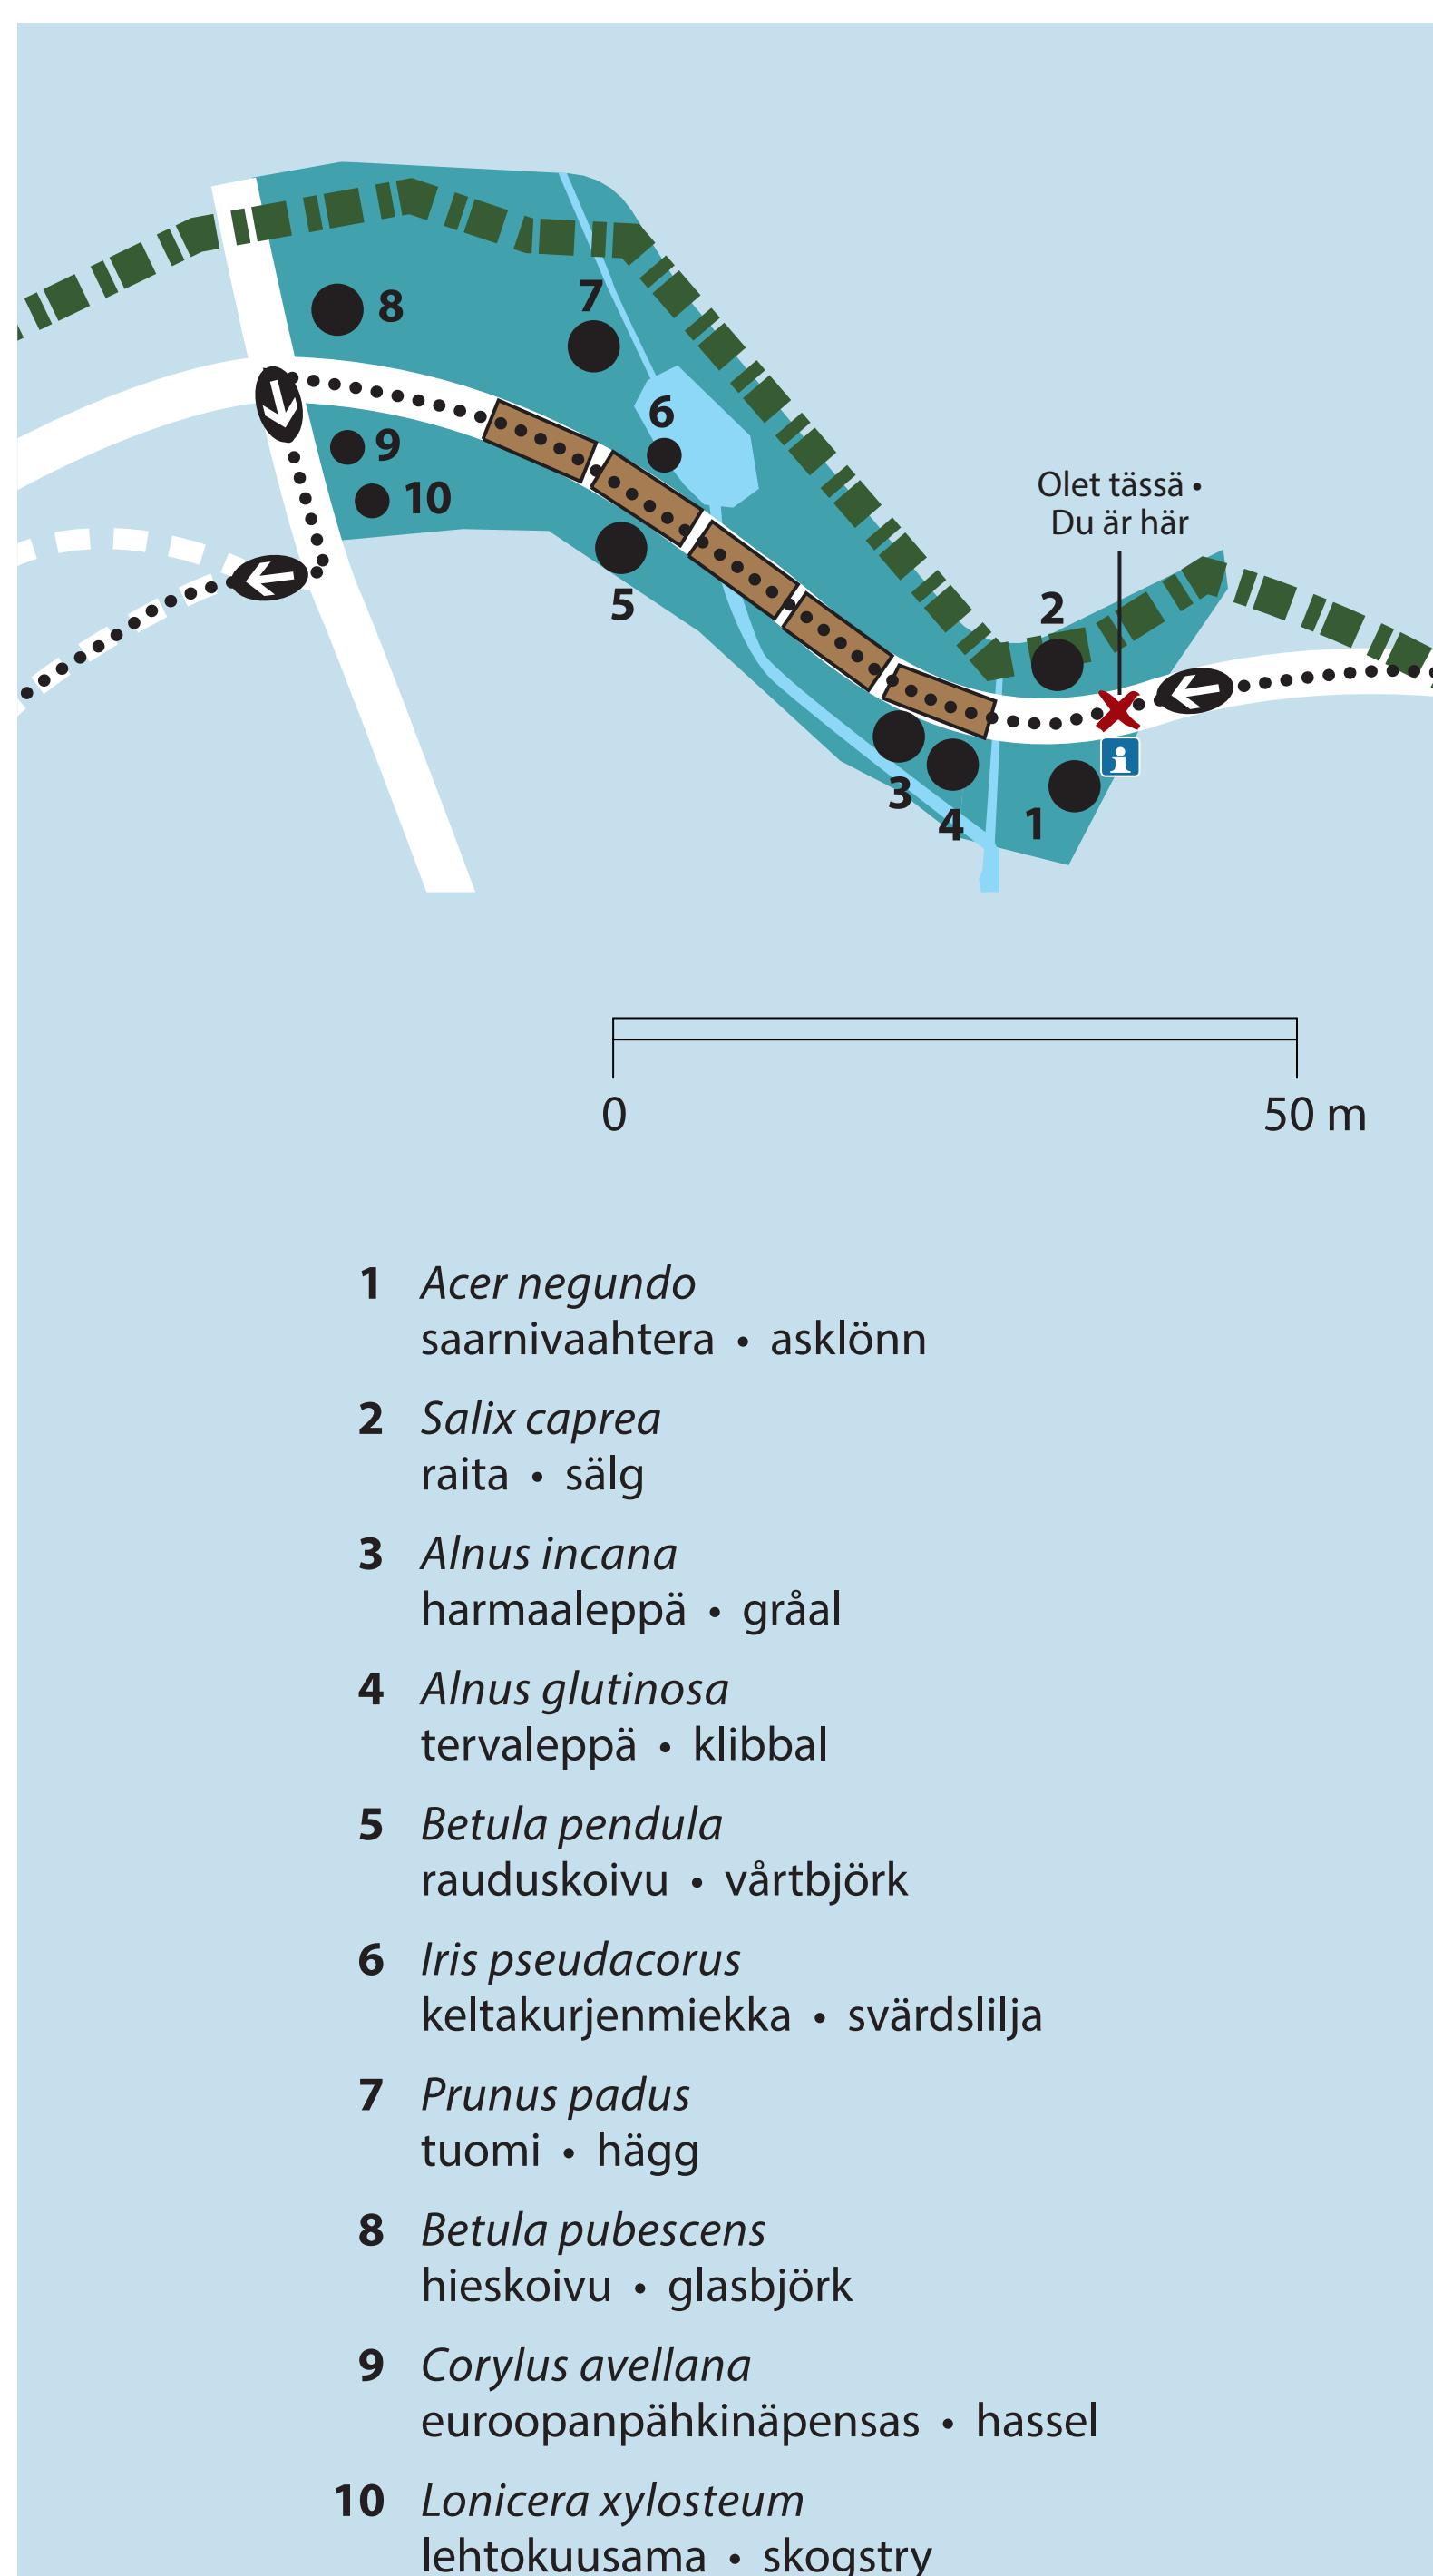 8
7
6
9
10
Olet tässä •
Du är här
5
2
3
4
1
i
0
50 m
1 Acer negundo
saarnivaahtera • asklönn
2 Salix caprea
raita • sälg
3 Alnus incana
harmaaleppä • gråal
4 Alnus glutinosa
tervaleppä • klibbal
5 Betula pendula
rauduskoivu • vårtbjörk
6 Iris pseudacorus
keltakurjenmiekka • svärdslilja
7 Prunus padus
tuomi • hägg
8 Betula pubescens
hieskoivu • glasbjörk
9 Corylus avellana
euroopanpähkinäpensas • hassel
10 Lonicera xylosteum
lehtokuusama • skogstry